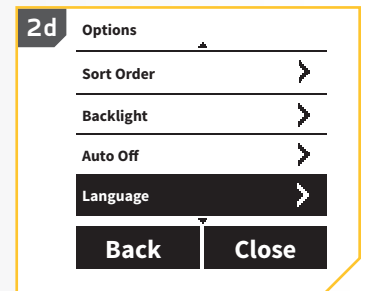 2d
Options
Sort Order
Backlight
Auto Off
Language
Back Close